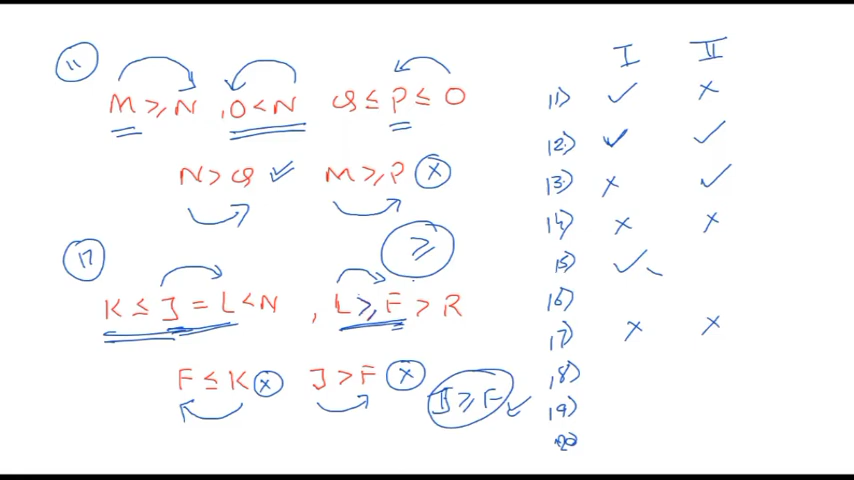 11
M ≥ N , O < N Q ≤ P ≤ O
N > Q ✓ M ≥ P ×
≥
17
K ≤ J = L < N , L ≥ F > R
F ≤ K × J > F × J ≥ F ✓
I II
11) ✓ ×
12) ✓ ✓
13) × ✓
14) × ×
15) ✓
16)
17) × ×
18)
19)
20